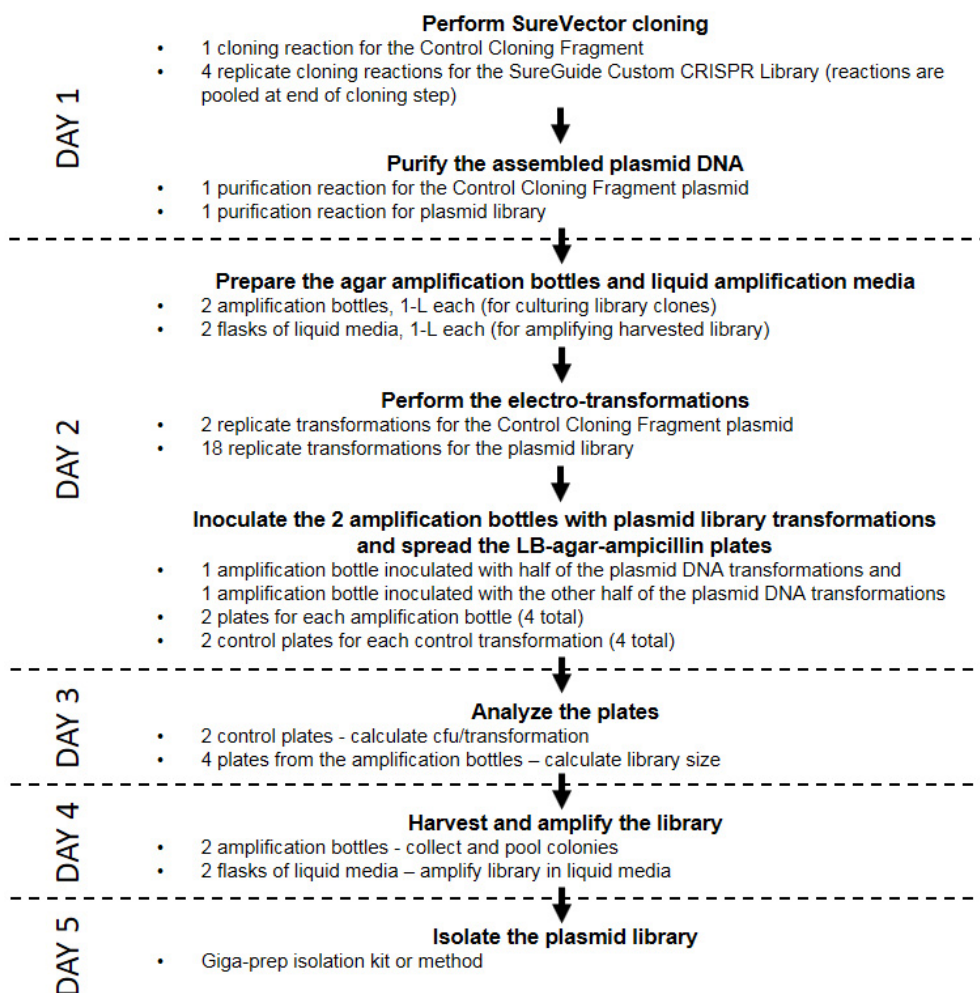 DAY 1
Perform SureVector cloning
• 1 cloning reaction for the Control Cloning Fragment
• 4 replicate cloning reactions for the SureGuide Custom CRISPR Library (reactions are
pooled at end of cloning step)
Purify the assembled plasmid DNA
• 1 purification reaction for the Control Cloning Fragment plasmid
• 1 purification reaction for plasmid library
DAY 2
Prepare the agar amplification bottles and liquid amplification media
• 2 amplification bottles, 1-L each (for culturing library clones)
• 2 flasks of liquid media, 1-L each (for amplifying harvested library)
Perform the electro-transformations
• 2 replicate transformations for the Control Cloning Fragment plasmid
• 18 replicate transformations for the plasmid library
Inoculate the 2 amplification bottles with plasmid library transformations
and spread the LB-agar-ampicillin plates
• 1 amplification bottle inoculated with half of the plasmid DNA transformations and
1 amplification bottle inoculated with the other half of the plasmid DNA transformations
• 2 plates for each amplification bottle (4 total)
• 2 control plates for each control transformation (4 total)
DAY 3
Analyze the plates
• 2 control plates - calculate cfu/transformation
• 4 plates from the amplification bottles – calculate library size
DAY 4
Harvest and amplify the library
• 2 amplification bottles - collect and pool colonies
• 2 flasks of liquid media – amplify library in liquid media
DAY 5
Isolate the plasmid library
• Giga-prep isolation kit or method